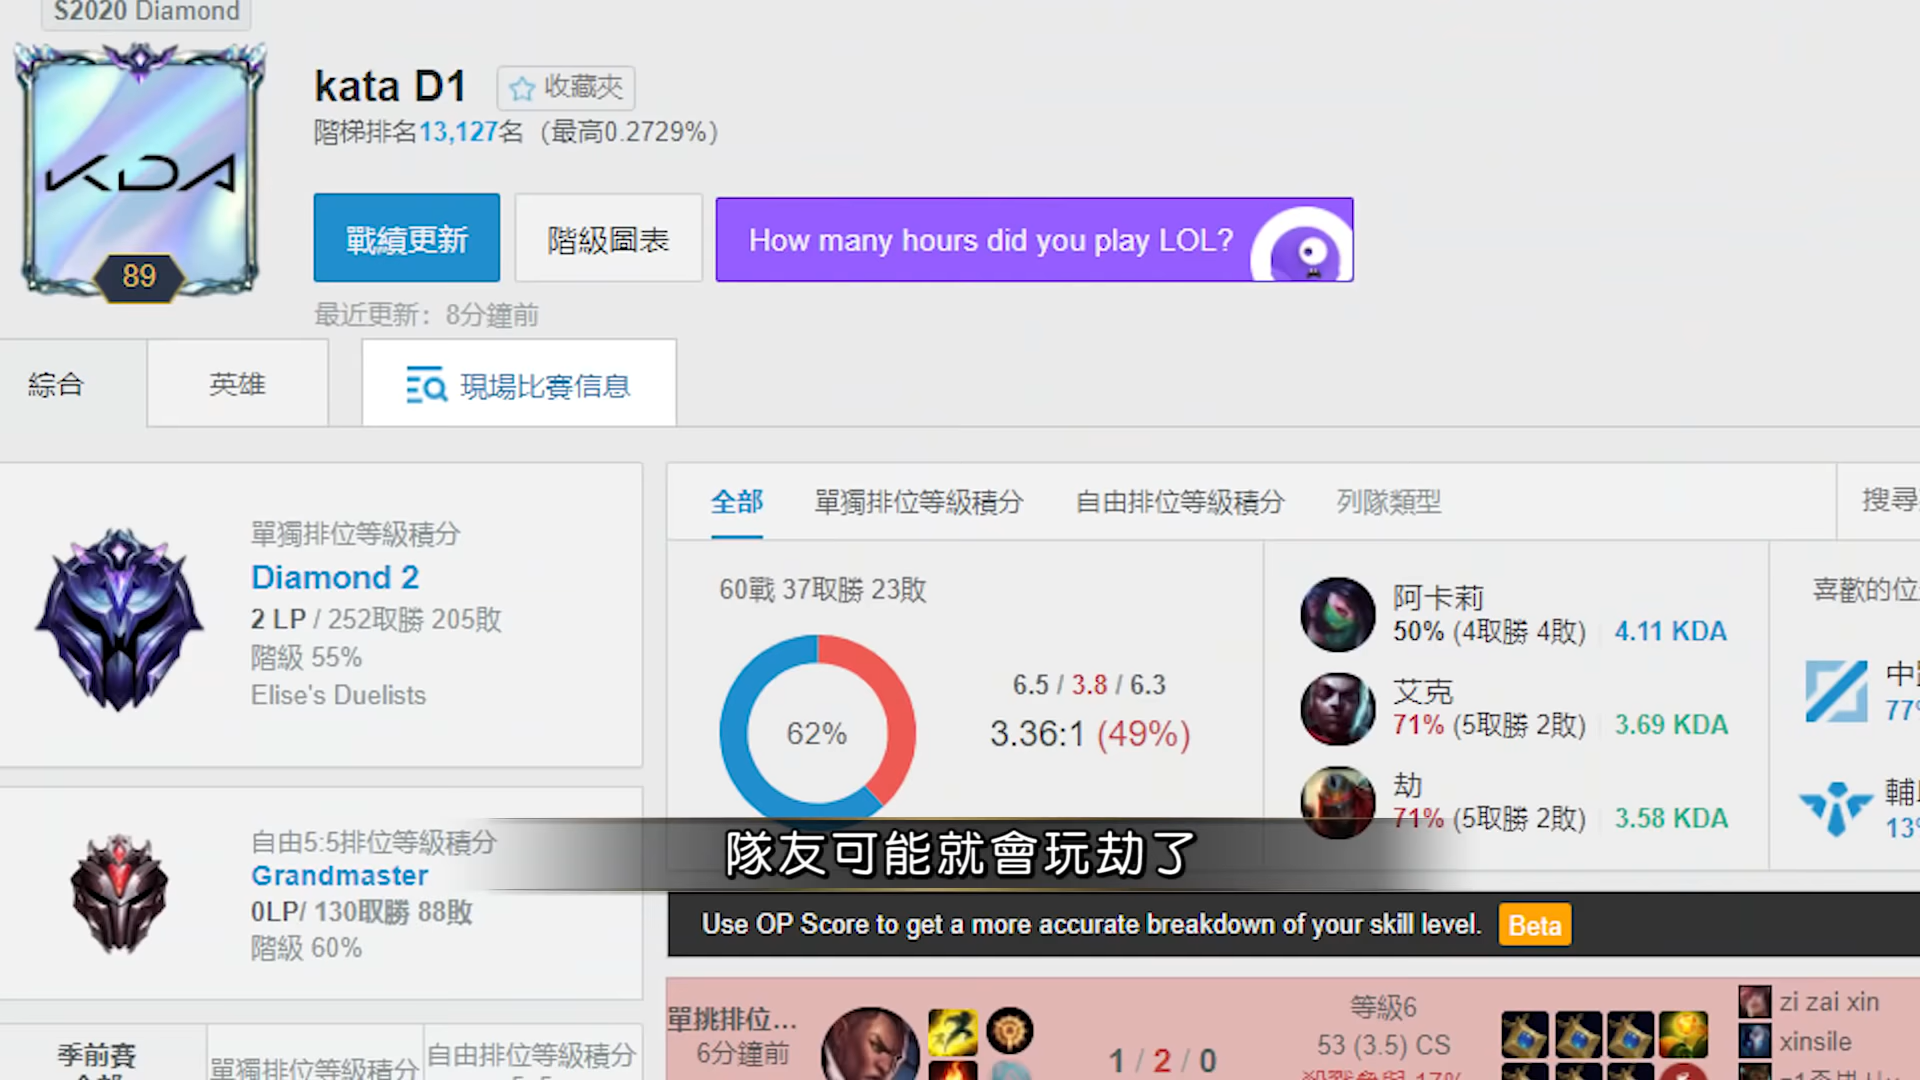 S2020 Diamond
KDA
89
kata D1
收藏夾
階梯排名13,127名 (最高0.2729%)
戰績更新
階級圖表
How many hours did you play LOL?
最近更新: 8分鐘前
綜合
英雄
現場比賽信息
單獨排位等級積分
Diamond 2
2 LP / 252取勝 205敗
階級 55%
Elise's Duelists
自由5:5排位等級積分
Grandmaster
0LP/ 130取勝 88敗
階級 60%
季前賽
單獨排位等級積分
自由排位等級積分
全部
單獨排位等級積分
自由排位等級積分
列隊類型
搜尋
60戰 37取勝 23敗
62%
6.5 / 3.8 / 6.3
3.36:1 (49%)
阿卡莉
50% (4取勝 4敗)
4.11 KDA
艾克
71% (5取勝 2敗)
3.69 KDA
劫
71% (5取勝 2敗)
3.58 KDA
喜歡的位
77%
13
隊友可能就會玩劫了
Use OP Score to get a more accurate breakdown of your skill level.
Beta
單挑排位...
6分鐘前
1 / 2 / 0
等級6
53 (3.5) CS
zi zai xin
xinsile